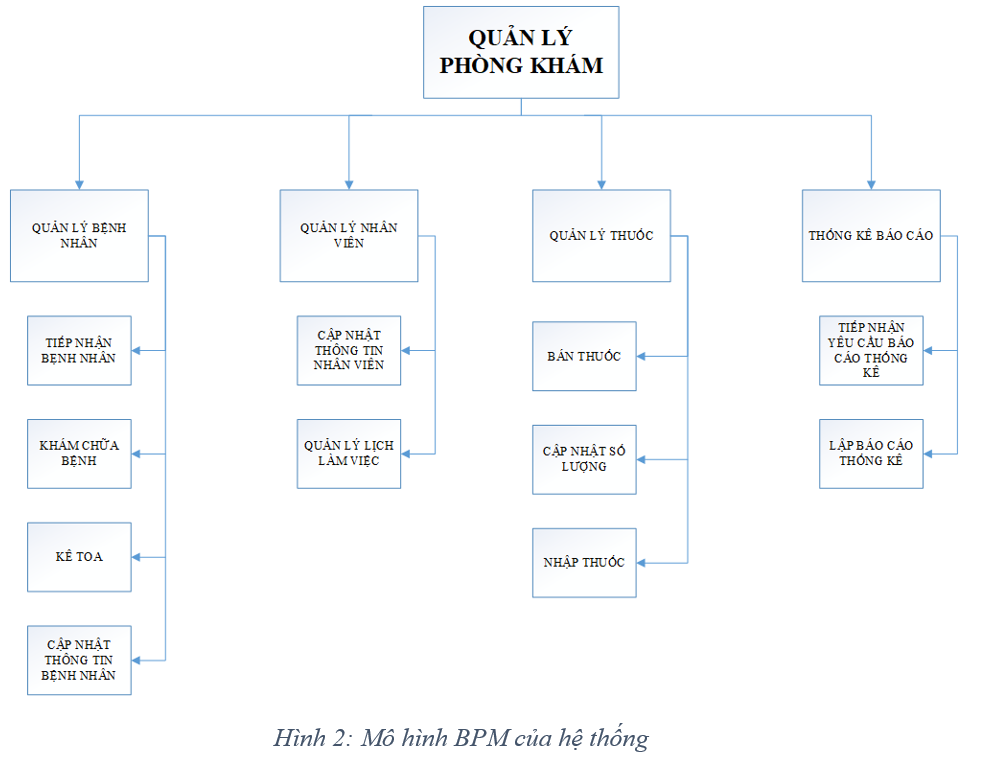 QUẢN LÝ
PHÒNG KHÁM
QUẢN LÝ BỆNH
NHÂN
TIẾP NHẬN
BỆNH NHÂN
KHÁM CHỮA
BỆNH
KÊ TOA
CẬP NHẬT
THÔNG TIN
BỆNH NHÂN
QUẢN LÝ NHÂN
VIÊN
CẬP NHẬT
THÔNG TIN
NHÂN VIÊN
QUẢN LÝ LỊCH
LÀM VIỆC
QUẢN LÝ THUỐC
BÁN THUỐC
CẬP NHẬT SỐ
LƯỢNG
NHẬP THUỐC
THỐNG KÊ BÁO CÁO
TIẾP NHẬN
YÊU CẦU BÁO
CÁO THỐNG
KÊ
LẬP BÁO CÁO
THỐNG KÊ
Hình 2: Mô hình BPM của hệ thống